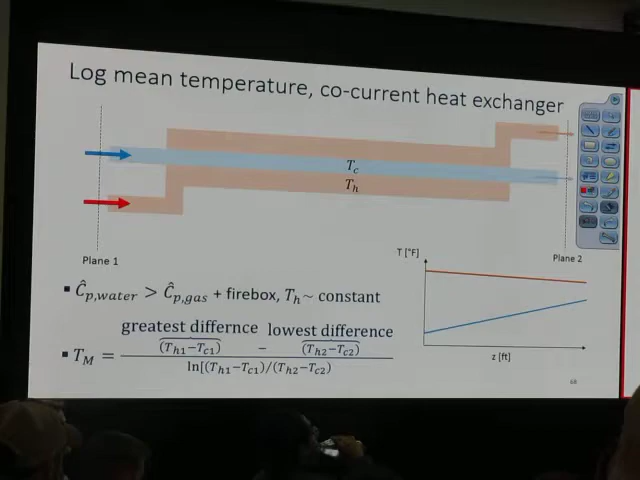 Log mean temperature, co-current heat exchanger
T_c
T_h
Plane 1
Plane 2
T [°F]
▪ Ĉ_p,water > Ĉ_p,gas + firebox, T_h ~ constant
z [ft]
greatest differnce lowest difference
▪ T_M = (T_h1−T_c1) − (T_h2−T_c2)
ln[(T_h1−T_c1)/(T_h2−T_c2)
68